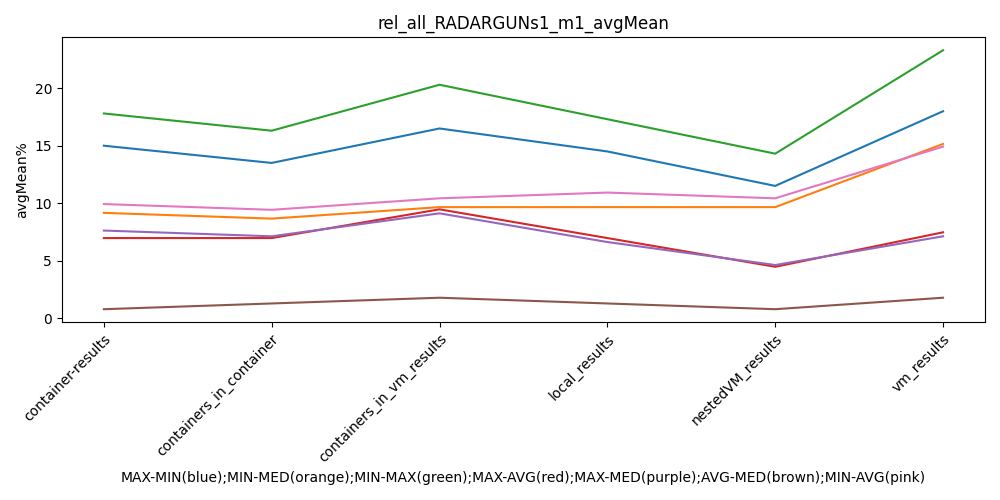 rel_all_RADARGUNs1_m1_avgMean
avgMean%
20
15
10
5
0
container-results
containers_in_container
containers_in_vm_results
local_results
nestedVM_results
vm_results
MAX-MIN(blue);MIN-MED(orange);MIN-MAX(green);MAX-AVG(red);MAX-MED(purple);AVG-MED(brown);MIN-AVG(pink)